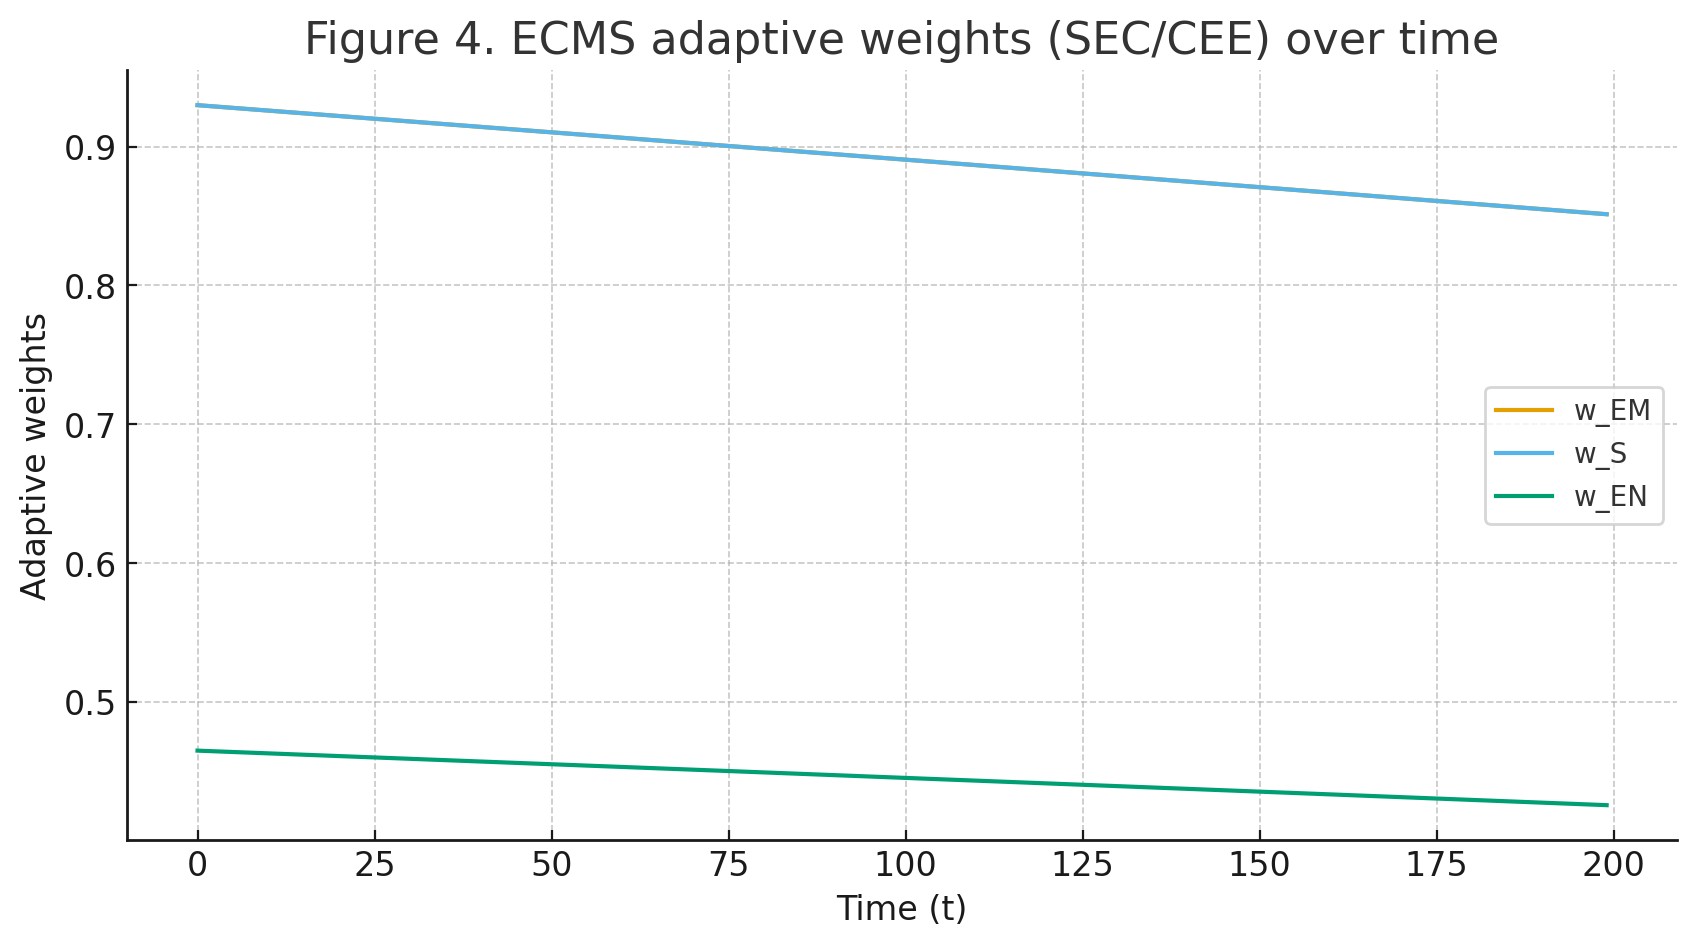 Figure 4. ECMS adaptive weights (SEC/CEE) over time
Adaptive weights
0.9
0.8
0.7
0.6
0.5
w_EM
w_S
w_EN
0 25 50 75 100 125 150 175 200
Time (t)